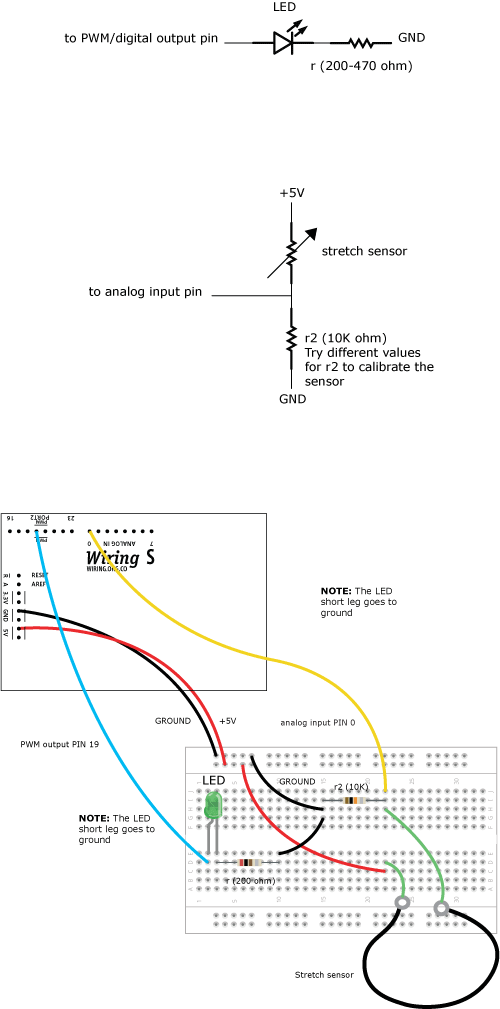 LED
to PWM/digital output pin
GND
r (200-470 ohm)
+5V
stretch sensor
to analog input pin
r2 (10K ohm)
Try different values
for r2 to calibrate the
sensor
GND
16
PORT2
PWM
23
PWM
0
ANALOG IN
7
Wiring S
WIRING.ORG.CO
RESET
A
AREF
3.3V
GND
5V
NOTE: The LED
short leg goes to
ground
GROUND
+5V
analog input PIN 0
PWM output PIN 19
LED
GROUND
r2 (10K)
NOTE: The LED
short leg goes to
ground
r (200 ohm)
Stretch sensor